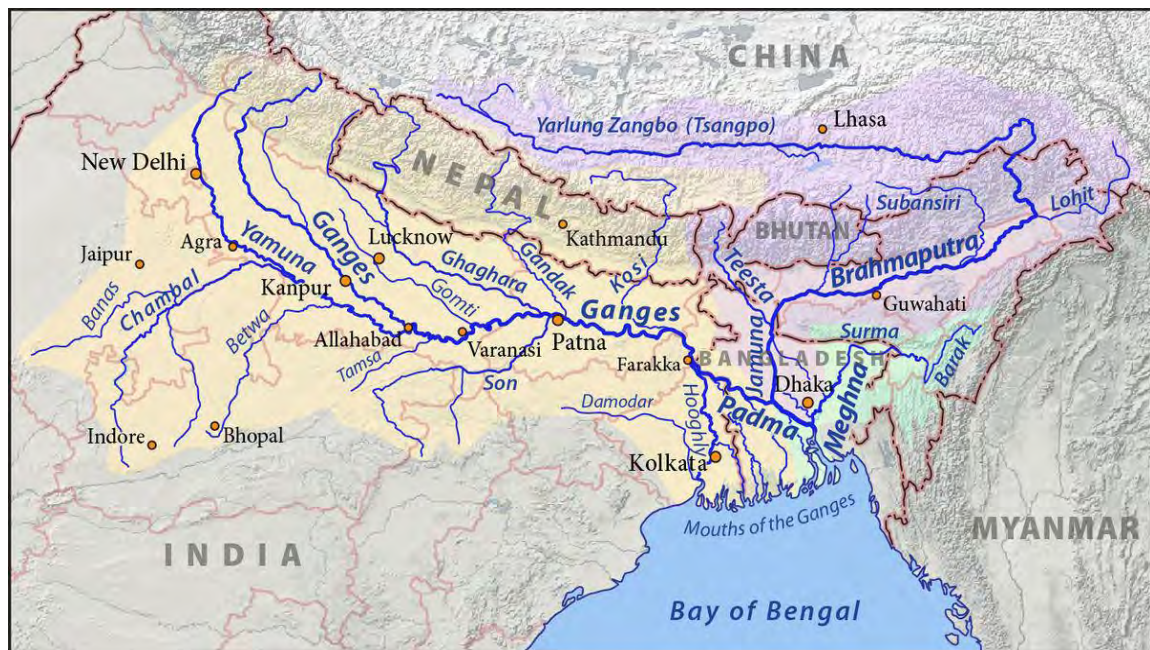 CHINA
Yarlung Zangbo (Tsangpo)
Lhasa
New Delhi
NEPAL
Ganges
Lucknow
Kathmandu
BHUTAN
Subansiri
Lohit
Yamuna
Agra
Jaipur
Ghaghara
Gandak
Kosi
Teesta
Brahmaputra
Guwahati
Banas
Chambal
Kanpur
Gomti
Ganges
Jamuna
Surma
Betwa
Allahabad
Varanasi
Patna
Farakka
BANGLADESH
Barak
Tamsa
Son
Dhaka
Meghna
Padma
Damodar
Hooghly
Indore
Bhopal
Kolkata
Mouths of the Ganges
INDIA
MYANMAR
Bay of Bengal